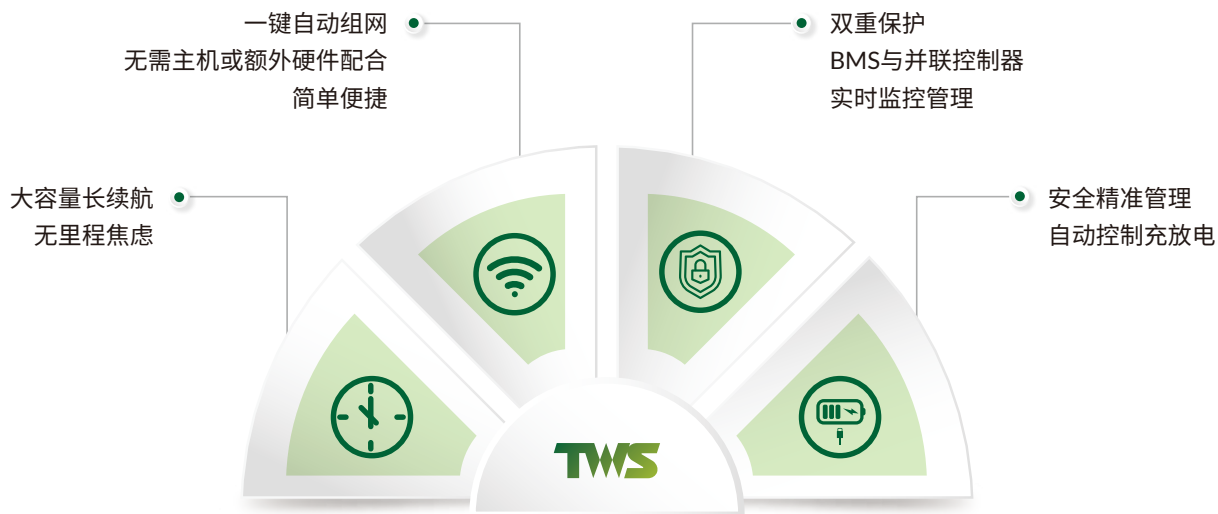 一键自动组网
无需主机或额外硬件配合
简单便捷
双重保护
BMS与并联控制器
实时监控管理
大容量长续航
无里程焦虑
安全精准管理
自动控制充放电
TWS